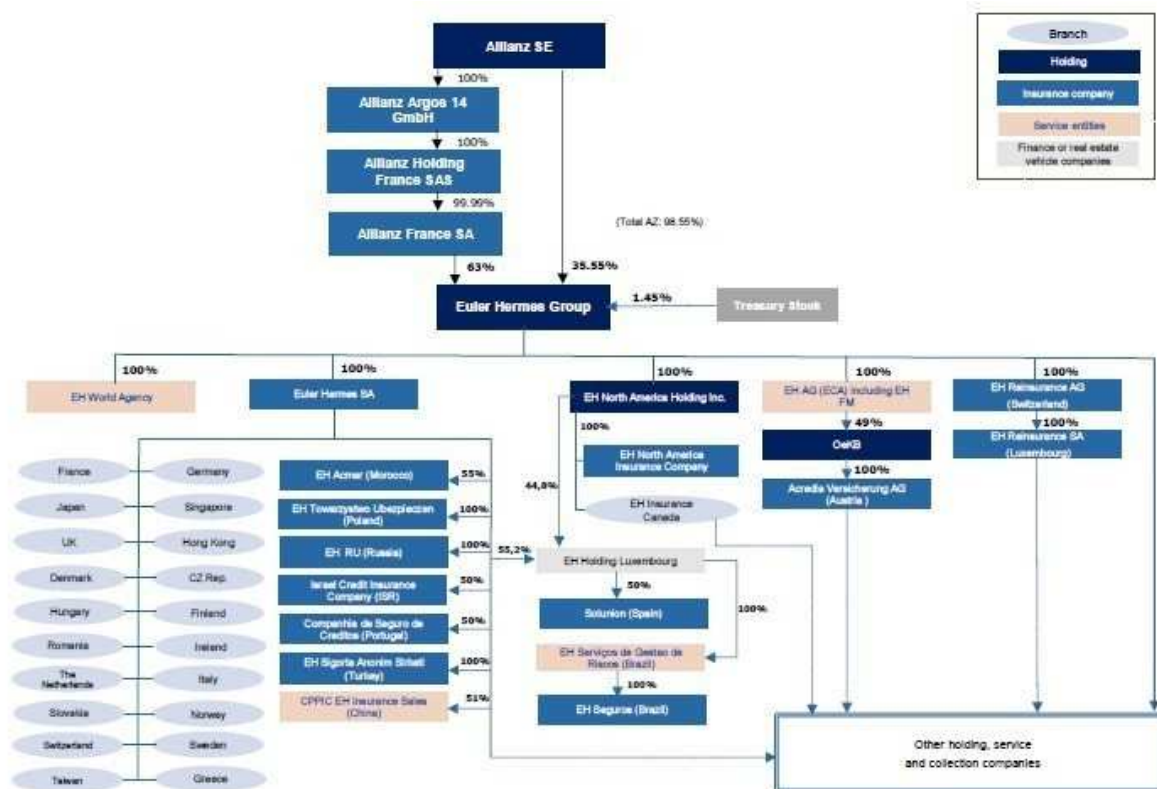 Allianz SE
100%
Allianz Argos 14
GmbH
100%
Allianz Holding
France SAS
99.99%
Allianz France SA
(Total AZ: 98.55%)
63%
35.55%
Euler Hermes Group
1.45%
Treasury Stock
Branch
Holding
Insurance company
Service entities
Finance or real estate
vehicle companies
100%
100%
100%
100%
100%
EH World Agency
Euler Hermes SA
EH North America Holding Inc.
EH AG (ECA) including EH
FM
EH Reinsurance AG
(Switzerland)
100%
49%
100%
EH North America
Insurance Company
OeKB
EH Reinsurance SA
(Luxembourg)
100%
44,8%
EH Insurance
Canada
Acredia Versicherung AG
(Austria )
France
Germany
Japan
Singapore
UK
Hong Kong
Denmark
CZ Rep.
Hungary
Finland
Romania
Ireland
The
Netherlands
Italy
Slovakia
Norway
Switzerland
Sweden
Taiwan
Greece
EH Acmar (Morocco)
55%
EH Towarzystwo Ubezpieczen
(Poland)
100%
EH RU (Russia)
100%
55,2%
Israel Credit Insurance
Company (ISR)
50%
Companhia de Seguro de
Creditos (Portugal)
50%
EH Sigorta Anonim Sirketi
(Turkey)
100%
CPPIC EH Insurance Sales
(China)
51%
EH Holding Luxembourg
50%
100%
Solunion (Spain)
EH Serviços de Gestao de
Riscos (Brazil)
100%
EH Seguros (Brazil)
Other holding, service
and collection companies